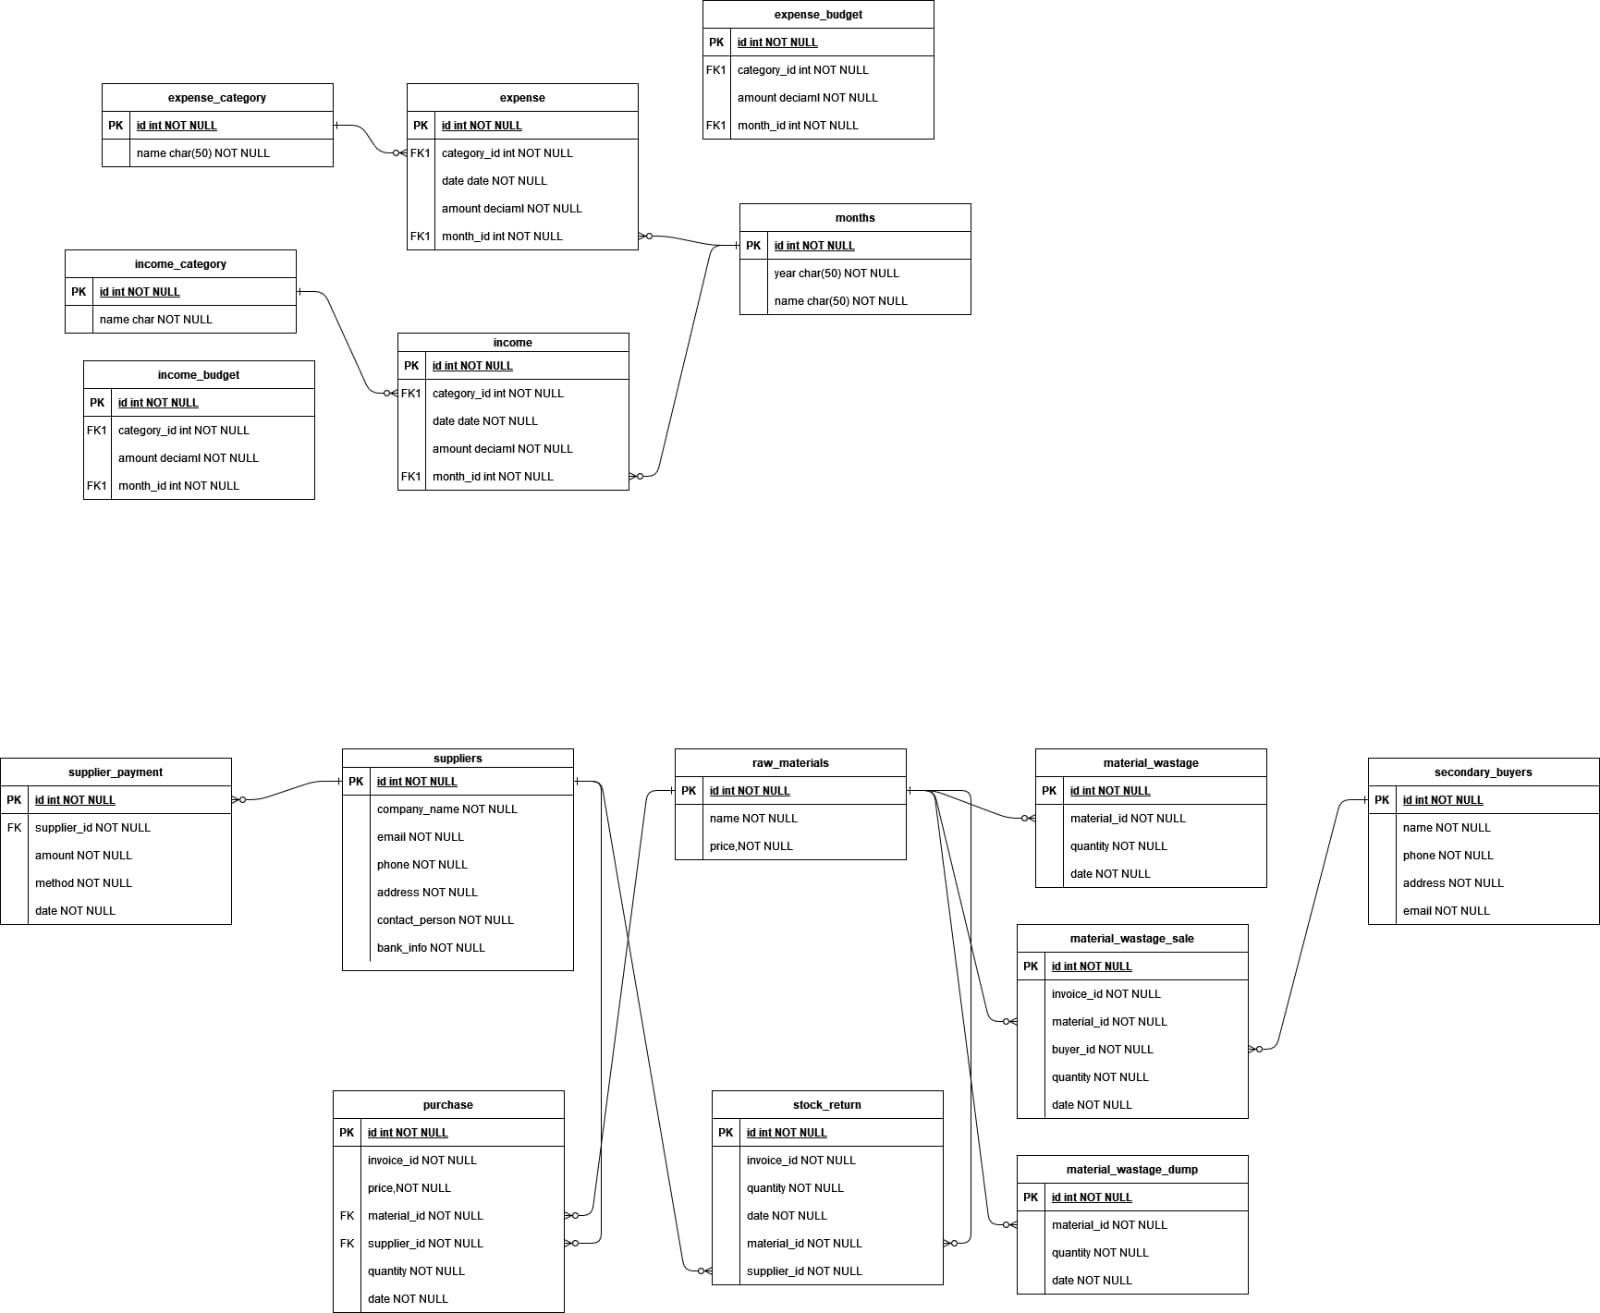 expense_budget
PK id int NOT NULL
FK1 category_id int NOT NULL
amount deciaml NOT NULL
FK1 month_id int NOT NULL
expense_category
PK id int NOT NULL
name char(50) NOT NULL
expense
PK id int NOT NULL
FK1 category_id int NOT NULL
date date NOT NULL
amount deciaml NOT NULL
FK1 month_id int NOT NULL
months
PK id int NOT NULL
year char(50) NOT NULL
name char(50) NOT NULL
income_category
PK id int NOT NULL
name char NOT NULL
income
PK id int NOT NULL
FK1 category_id int NOT NULL
date date NOT NULL
amount deciaml NOT NULL
FK1 month_id int NOT NULL
income_budget
PK id int NOT NULL
FK1 category_id int NOT NULL
amount deciaml NOT NULL
FK1 month_id int NOT NULL
supplier_payment
PK id int NOT NULL
FK supplier_id NOT NULL
amount NOT NULL
method NOT NULL
date NOT NULL
suppliers
PK id int NOT NULL
company_name NOT NULL
email NOT NULL
phone NOT NULL
address NOT NULL
contact_person NOT NULL
bank_info NOT NULL
raw_materials
PK id int NOT NULL
name NOT NULL
price,NOT NULL
material_wastage
PK id int NOT NULL
material_id NOT NULL
quantity NOT NULL
date NOT NULL
secondary_buyers
PK id int NOT NULL
name NOT NULL
phone NOT NULL
address NOT NULL
email NOT NULL
material_wastage_sale
PK id int NOT NULL
invoice_id NOT NULL
material_id NOT NULL
buyer_id NOT NULL
quantity NOT NULL
date NOT NULL
purchase
PK id int NOT NULL
invoice_id NOT NULL
price,NOT NULL
FK material_id NOT NULL
FK supplier_id NOT NULL
quantity NOT NULL
date NOT NULL
stock_return
PK id int NOT NULL
invoice_id NOT NULL
quantity NOT NULL
date NOT NULL
material_id NOT NULL
supplier_id NOT NULL
material_wastage_dump
PK id int NOT NULL
material_id NOT NULL
quantity NOT NULL
date NOT NULL